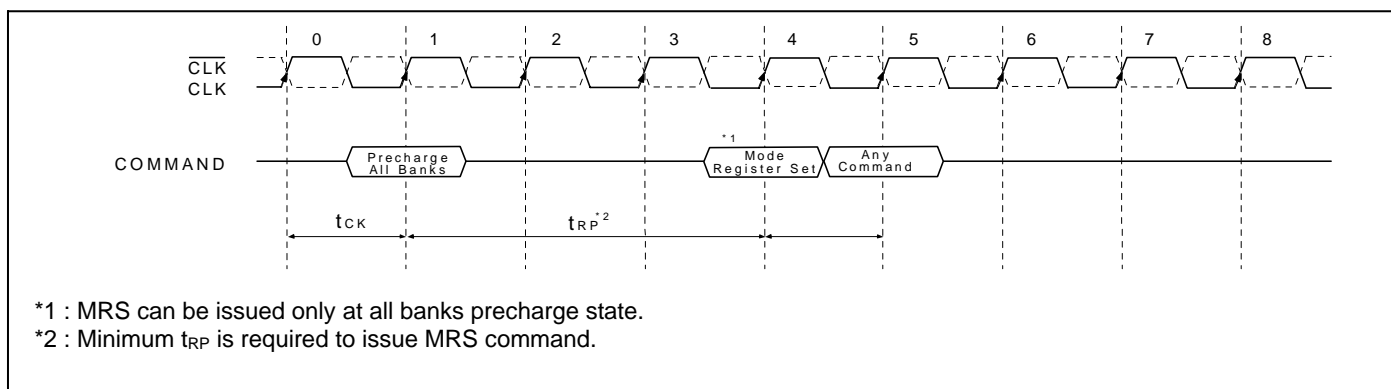 0 1 2 3 4 5 6 7 8
CLK
CLK
COMMAND
Precharge
All Banks
*1
Mode
Register Set
Any
Command
tCK
tRP*2
*1 : MRS can be issued only at all banks precharge state.
*2 : Minimum tRP is required to issue MRS command.